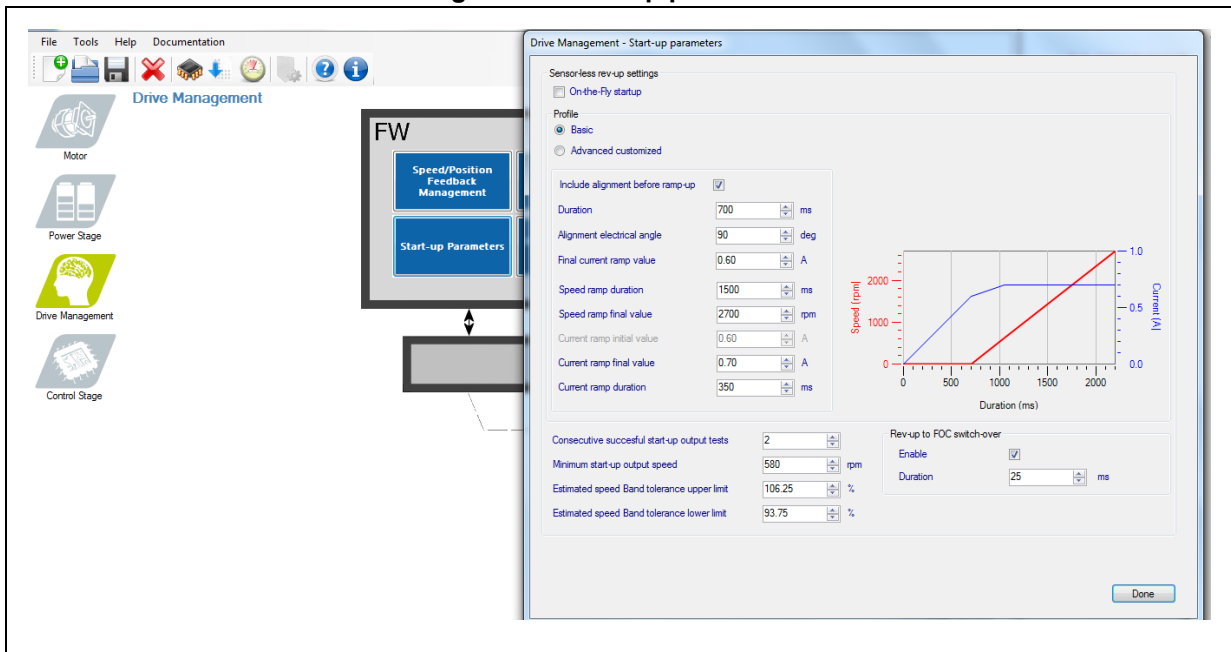 File Tools Help Documentation
Drive Management
Motor
Power Stage
Drive Management
Control Stage
FW
Speed/Position
Feedback
Management
Start-up Parameters
Drive Management - Start-up parameters
Sensor-less rev-up settings
On-the-Fly startup
Profile
Basic
Advanced customized
Include alignment before ramp-up
Duration 700 ms
Alignment electrical angle 90 deg
Final current ramp value 0.60 A
Speed ramp duration 1500 ms
Speed ramp final value 2700 rpm
Current ramp initial value 0.60 A
Current ramp final value 0.70 A
Current ramp duration 350 ms
Speed (rpm)
2000
1000
0
1.0
0.5
0.0
Current (A)
0 500 1000 1500 2000
Duration (ms)
Consecutive succesful start-up output tests 2
Minimum start-up output speed 580 rpm
Estimated speed Band tolerance upper limit 106.25 %
Estimated speed Band tolerance lower limit 93.75 %
Rev-up to FOC switch-over
Enable
Duration 25 ms
Done